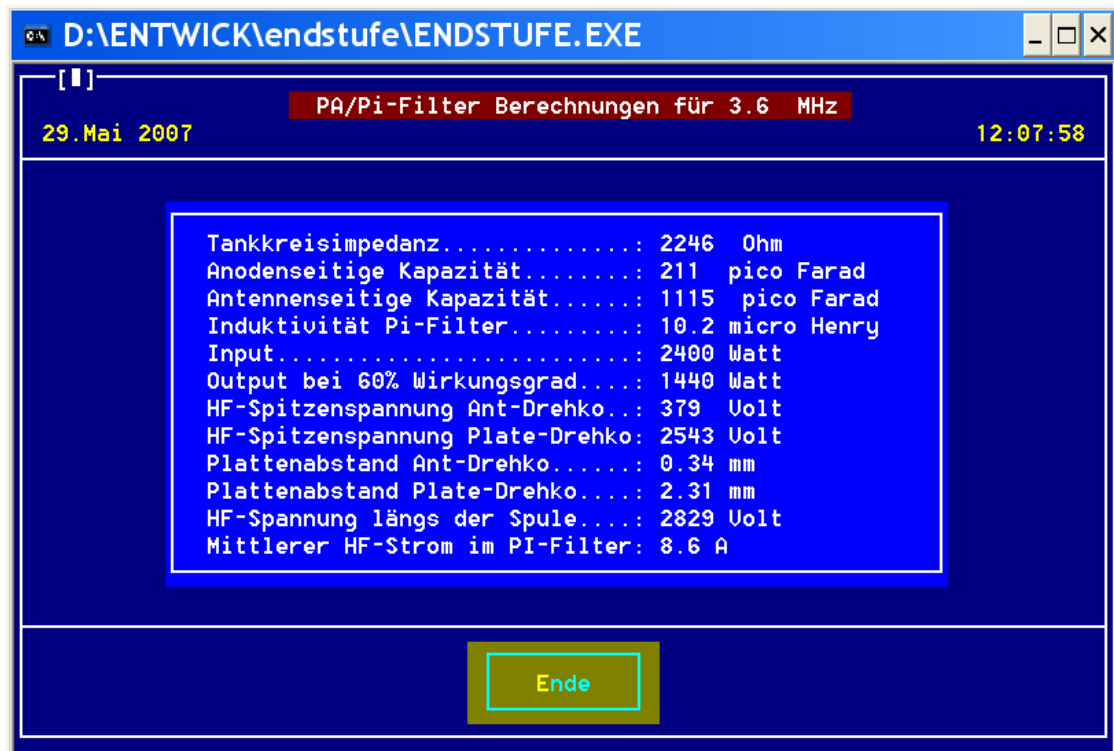 D:\ENTWICK\endstufe\ENDSTUFE.EXE
PA/Pi-Filter Berechnungen für 3.6 MHz
29.Mai 2007 12:07:58
Tankkreisimpedanz...............: 2246 Ohm
Anodenseitige Kapazität.........: 211 pico Farad
Antennenseitige Kapazität.......: 1115 pico Farad
Induktivität Pi-Filter..........: 10.2 micro Henry
Input...........................: 2400 Watt
Output bei 60% Wirkungsgrad.....: 1440 Watt
HF-Spitzenspannung Ant-Drehko...: 379 Volt
HF-Spitzenspannung Plate-Drehko: 2543 Volt
Plattenabstand Ant-Drehko.......: 0.34 mm
Plattenabstand Plate-Drehko.....: 2.31 mm
HF-Spannung längs der Spule.....: 2829 Volt
Mittlerer HF-Strom im PI-Filter: 8.6 A
Ende